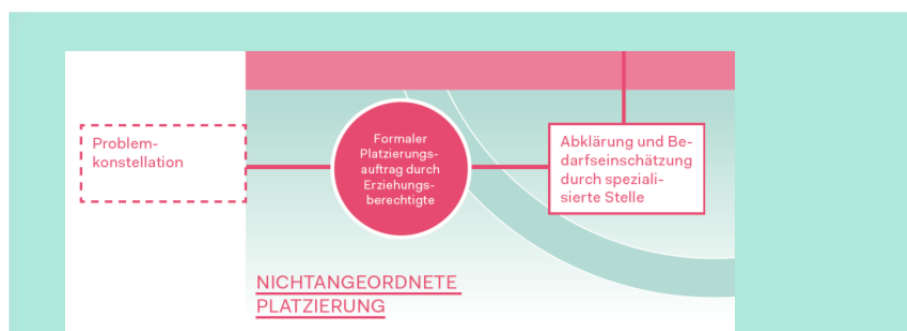 Problem-
konstellation
Formaler
Platzierungs-
auftrag durch
Erziehungs-
berechtigte
Abklärung und Be-
darfseinschätzung
durch speziali-
sierte Stelle
NICHTANGEORDNETE
PLATZIERUNG